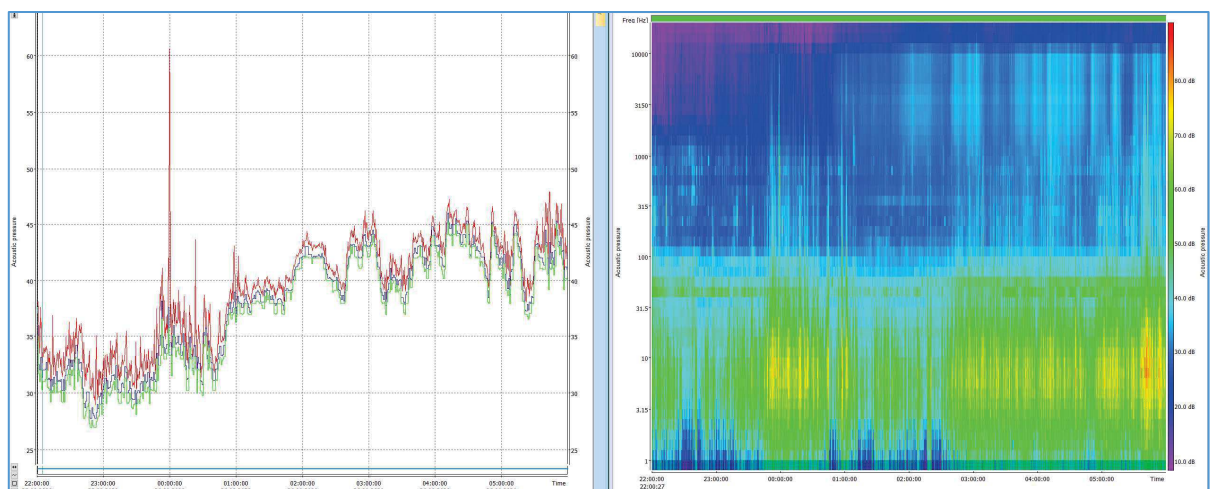 60
55
50
45
40
35
30
25
Acoustic pressure
60
55
50
45
40
35
30
25
Acoustic pressure
22:00:00 23:00:00 00:00:00 01:00:00 02:00:00 03:00:00 04:00:00 05:00:00 Time
Freq [Hz]
10000
3150
1000
315
100
31.5
10
3.15
1
Acoustic pressure
80.0 dB
70.0 dB
60.0 dB
50.0 dB
40.0 dB
30.0 dB
20.0 dB
10.0 dB
Acoustic pressure
22:00:00 23:00:00 00:00:00 01:00:00 02:00:00 03:00:00 04:00:00 05:00:00 Time
22:00:27